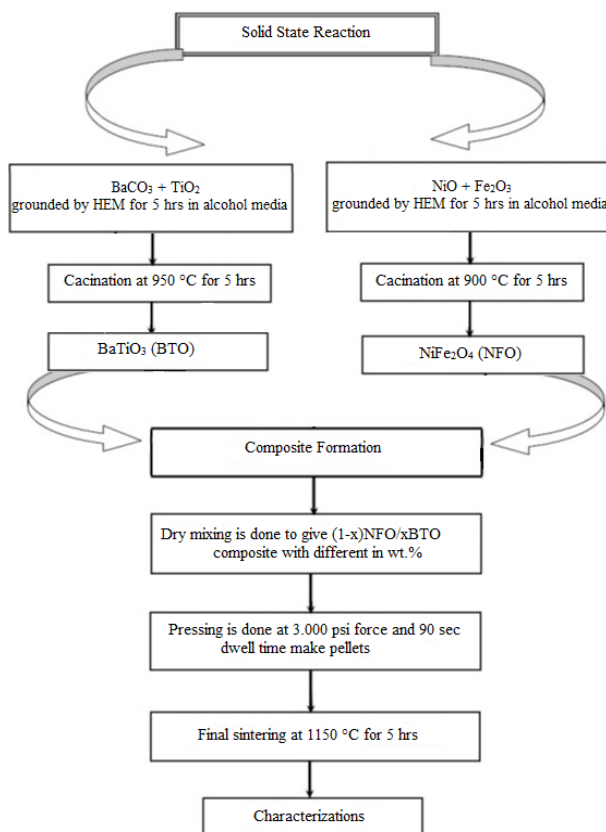 Solid State Reaction
BaCO₃ + TiO₂
grounded by HEM for 5 hrs in alcohol media
NiO + Fe₂O₃
grounded by HEM for 5 hrs in alcohol media
Cacination at 950 °C for 5 hrs
Cacination at 900 °C for 5 hrs
BaTiO₃ (BTO)
NiFe₂O₄ (NFO)
Composite Formation
Dry mixing is done to give (1-x)NFO/xBTO
composite with different in wt.%
Pressing is done at 3.000 psi force and 90 sec
dwell time make pellets
Final sintering at 1150 °C for 5 hrs
Characterizations